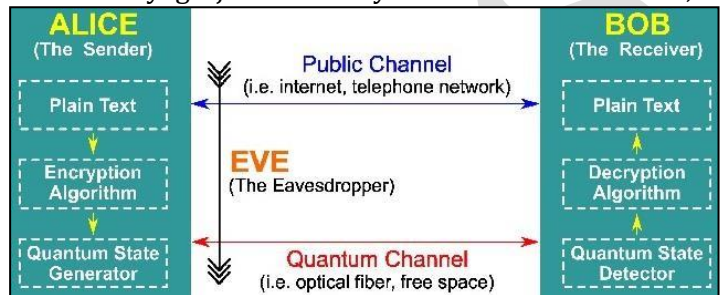 ALICE
(The Sender)
Plain Text
Encryption
Algorithm
Quantum State
Generator
Public Channel
(i.e. internet, telephone network)
EVE
(The Eavesdropper)
Quantum Channel
(i.e. optical fiber, free space)
BOB
(The Receiver)
Plain Text
Decryption
Algorithm
Quantum State
Detector